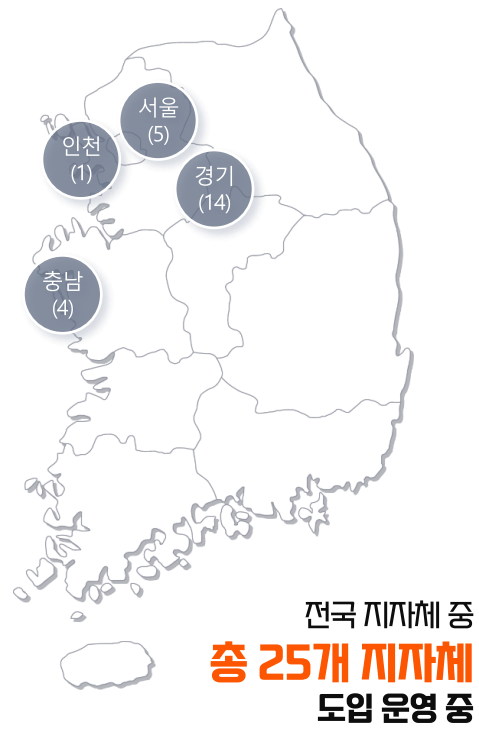 서울
(5)
인천
(1)
경기
(14)
충남
(4)
전국 지자체 중
총 25개 지자체
도입 운영 중